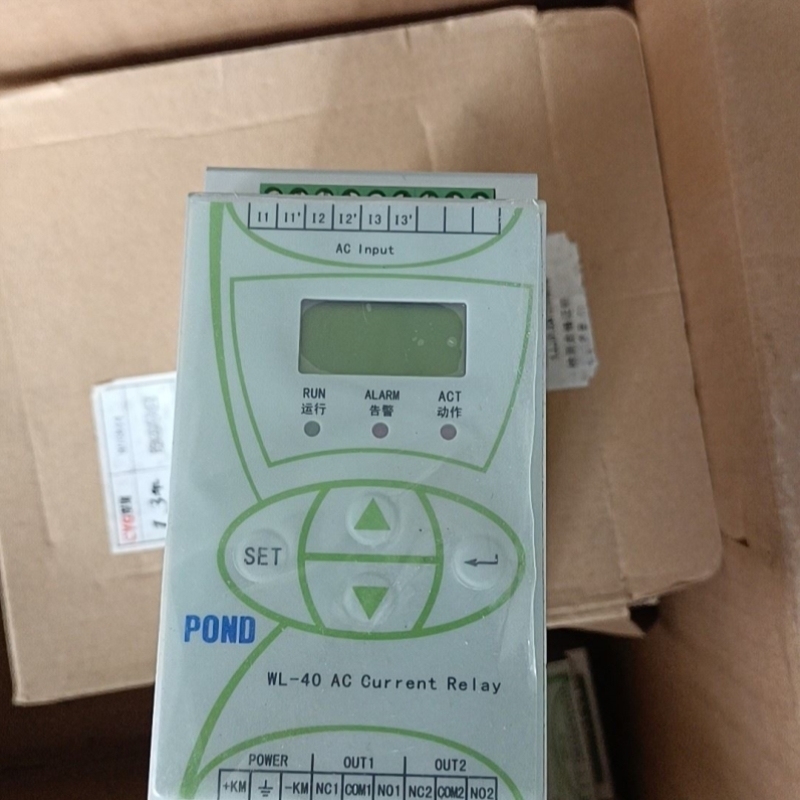 I1 I1' I2 I2' I3 I3'
AC Input
RUN ALARM ACT
运行 告警 动作
SET
POND
WL-40 AC Current Relay
POWER OUT1 OUT2
+KM -KM NC1 COM1 NO1 NC2 COM2 NO2